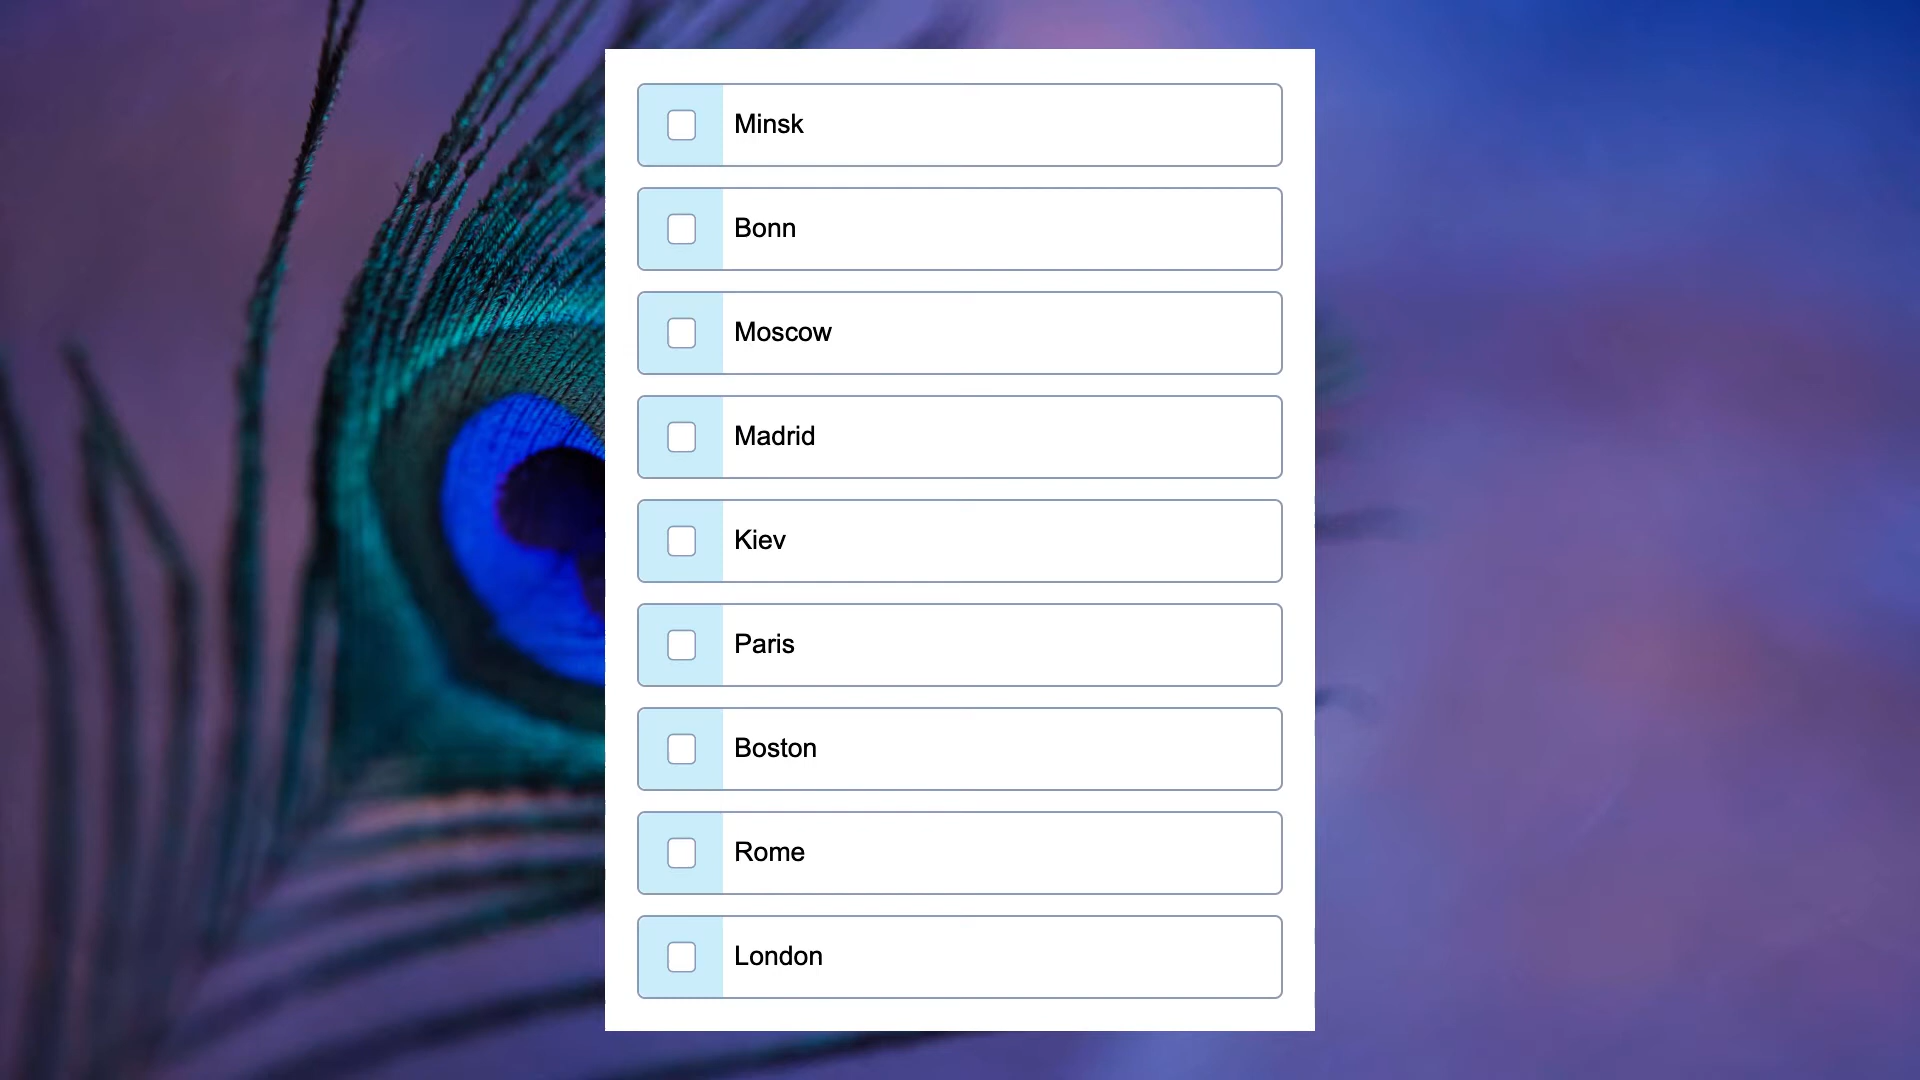 Minsk
Bonn
Moscow
Madrid
Kiev
Paris
Boston
Rome
London